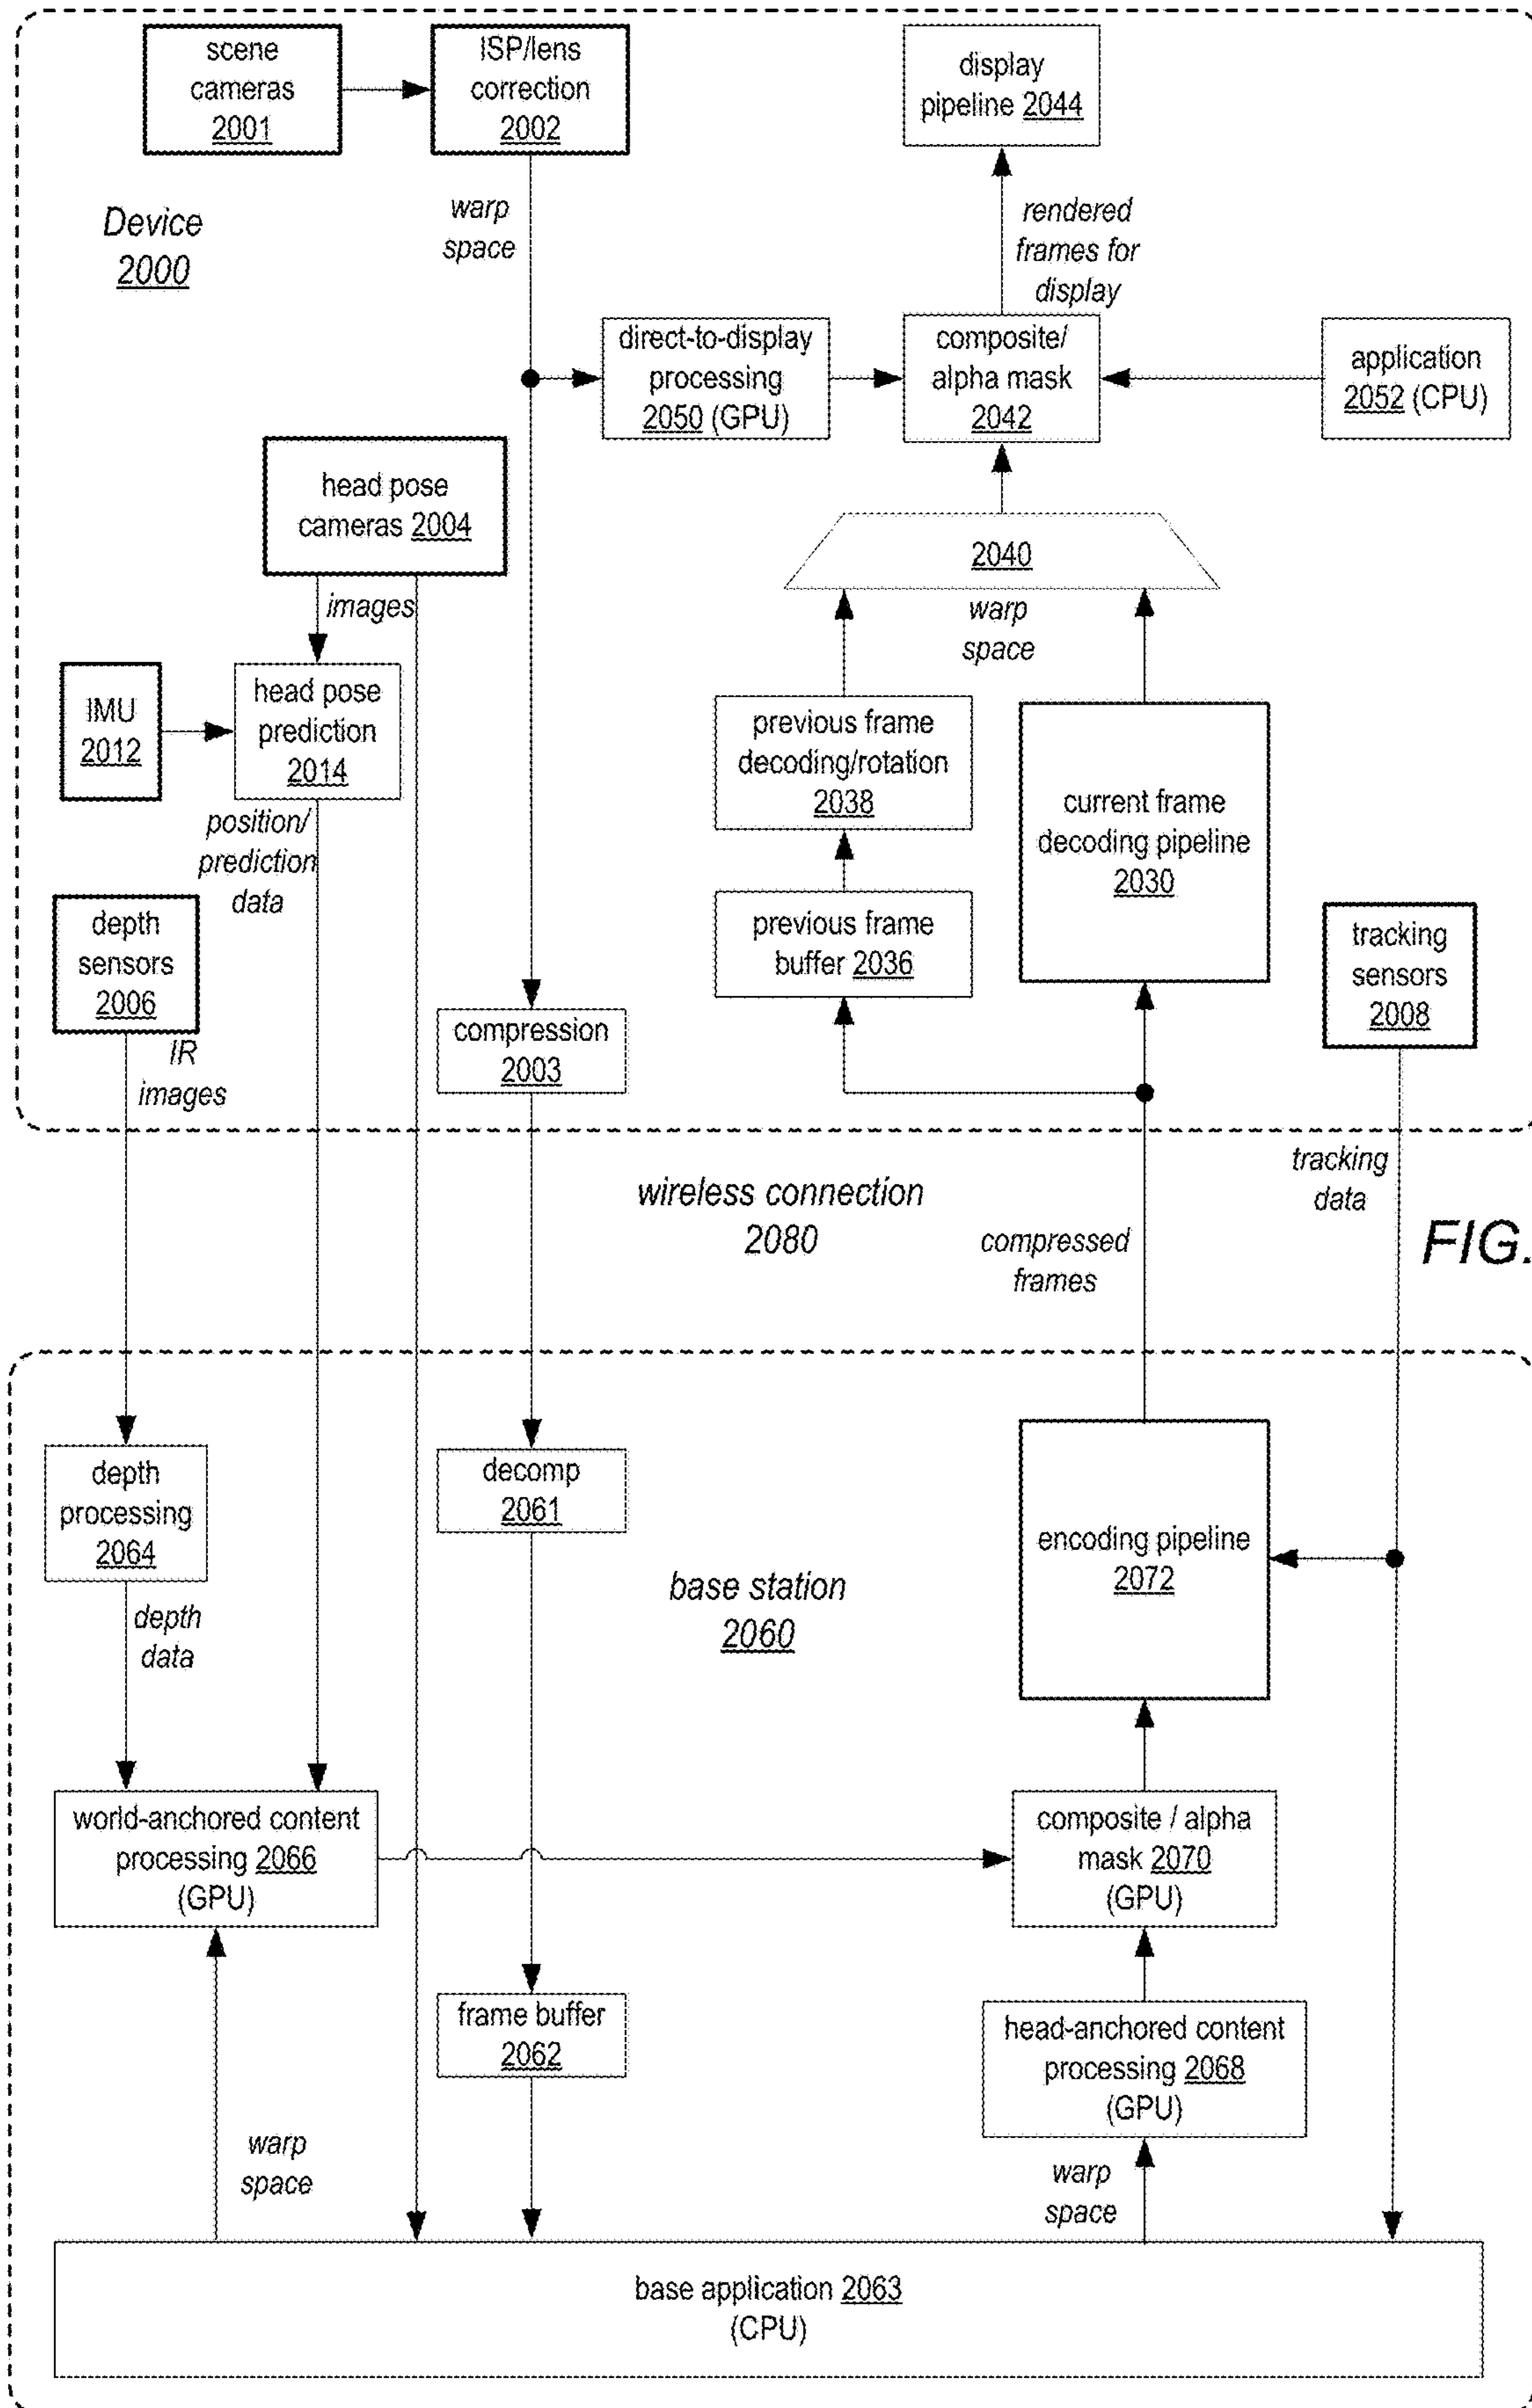 scene
cameras
2001
ISP/lens
correction
2002
display
pipeline 2044
Device
2000
warp
space
rendered
frames for
display
direct-to-display
processing
2050 (GPU)
composite/
alpha mask
2042
application
2052 (CPU)
head pose
cameras 2004
2040
images
warp
space
IMU
2012
head pose
prediction
2014
previous frame
decoding/rotation
2038
current frame
decoding pipeline
2030
position/
prediction
data
depth
sensors
2006
previous frame
buffer 2036
tracking
sensors
2008
IR
images
compression
2003
wireless connection
2080
compressed
frames
tracking
data
FIG.
depth
processing
2064
decomp
2061
encoding pipeline
2072
base station
2060
depth
data
world-anchored content
processing 2066
(GPU)
composite / alpha
mask 2070
(GPU)
frame buffer
2062
head-anchored content
processing 2068
(GPU)
warp
space
warp
space
base application 2063
(CPU)